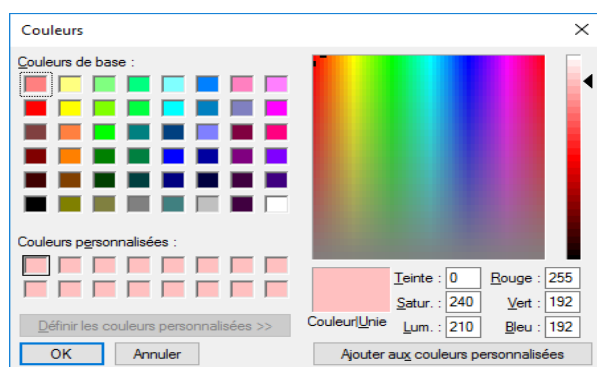 Couleurs
Couleurs de base :
Couleurs personnalisées :
Définir les couleurs personnalisées >>
OK Annuler
Couleur|Unie
Teinte : 0 Rouge : 255
Satur. : 240 Vert : 192
Lum. : 210 Bleu : 192
Ajouter aux couleurs personnalisées